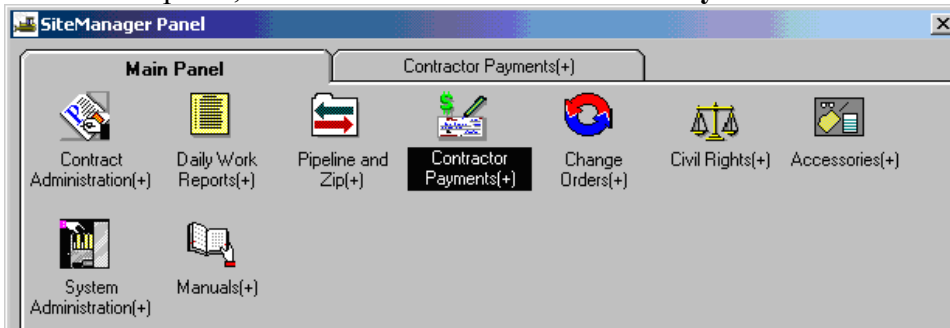 SiteManager Panel
Main Panel
Contractor Payments(+)
Contract
Administration(+)
Daily Work
Reports(+)
Pipeline and
Zip(+)
Contractor
Payments(+)
Change
Orders(+)
Civil Rights(+)
Accessories(+)
System
Administration(+)
Manuals(+)